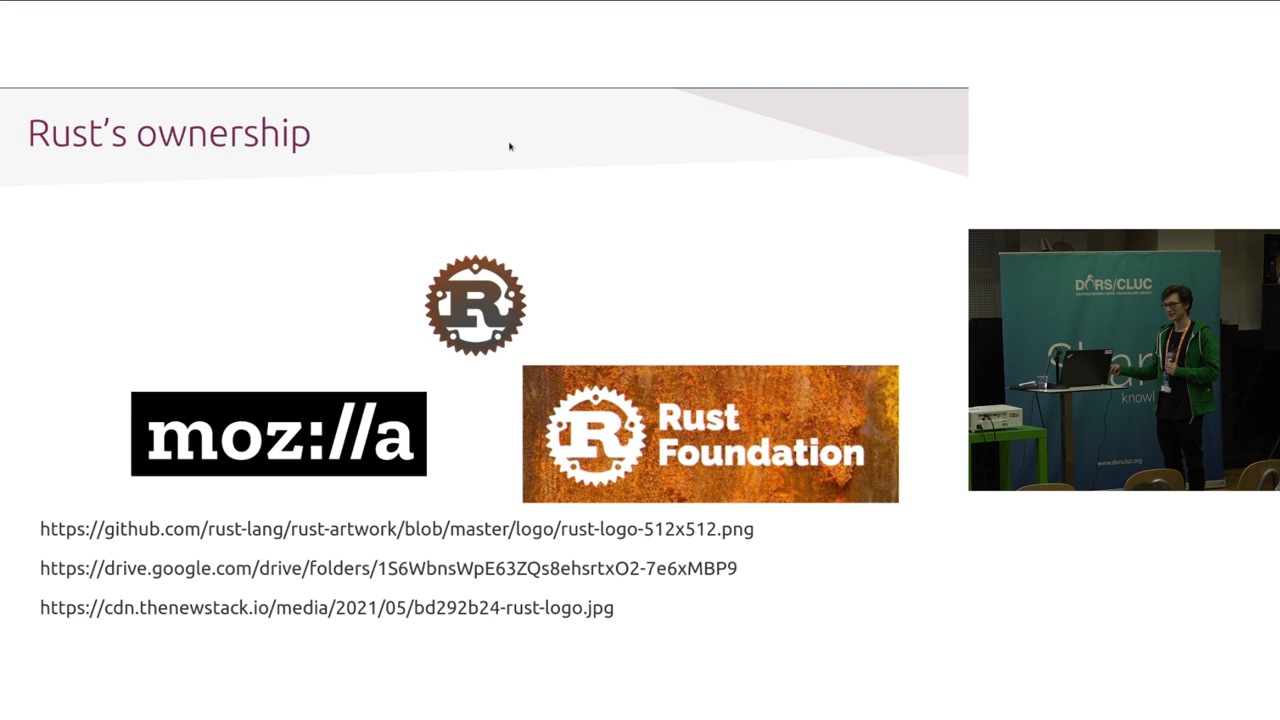 Rust's ownership
R
moz://a
R
Rust
Foundation
https://github.com/rust-lang/rust-artwork/blob/master/logo/rust-logo-512x512.png
https://drive.google.com/drive/folders/1S6WbnsWpE63ZQs8ehsrtxO2-7e6xMBP9
https://cdn.thenewstack.io/media/2021/05/bd292b24-rust-logo.jpg
DORS/CLUC
www.dorscluc.org